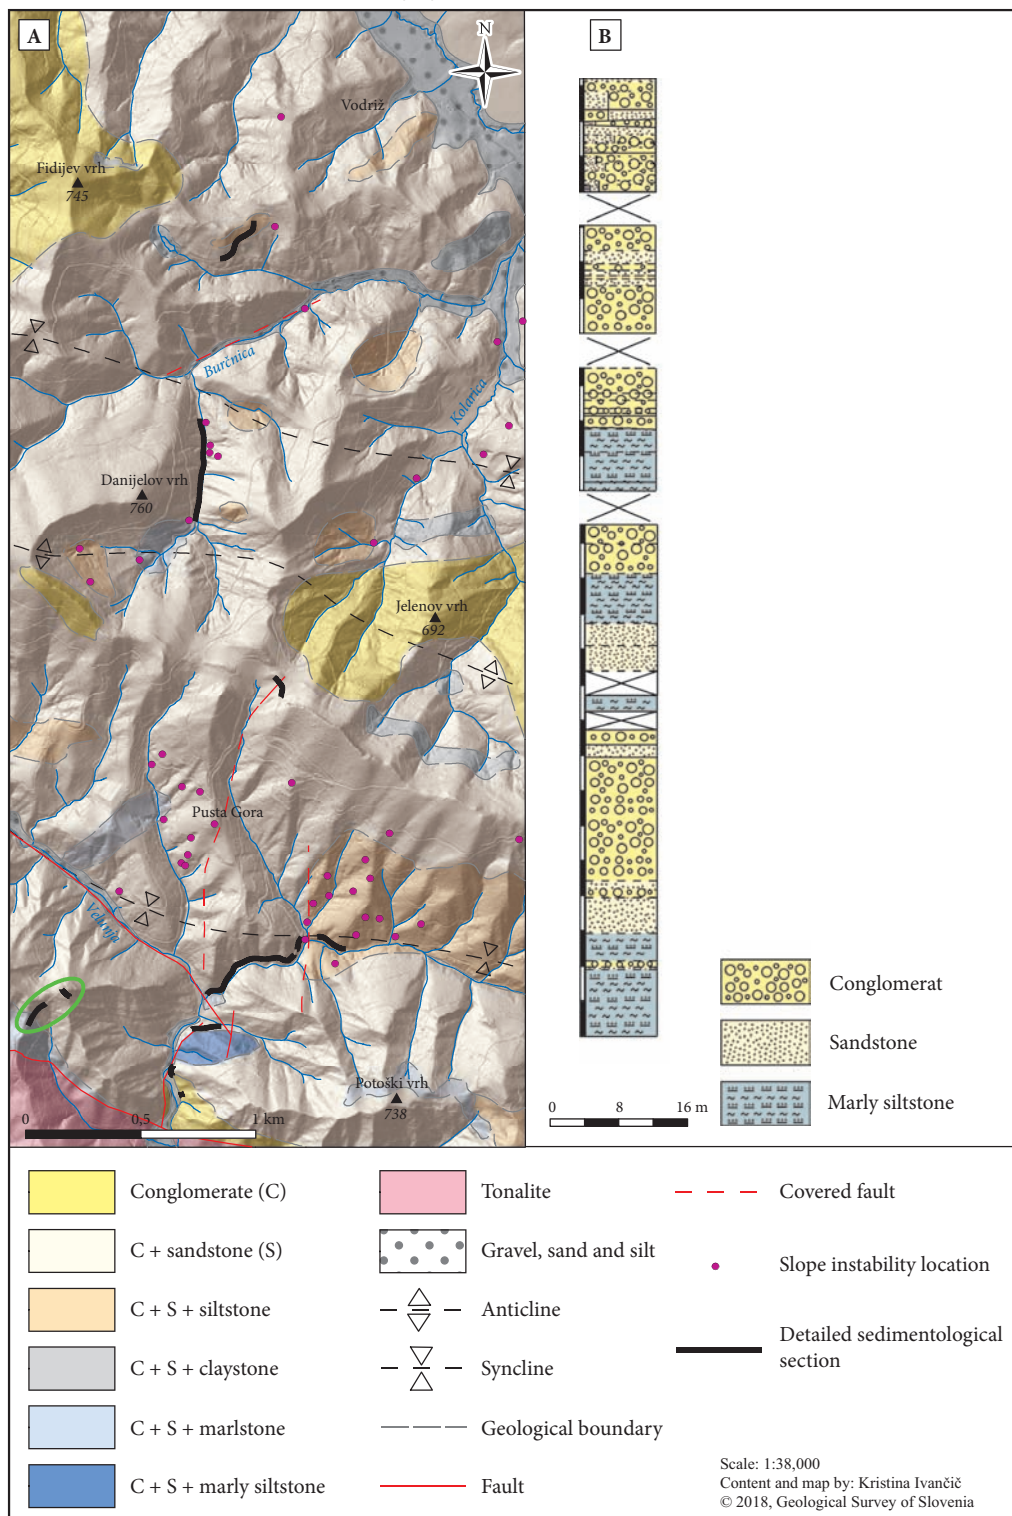 A
N
B
Vodriž
Fidijev vrh
745
Burčnica
Kolarica
Danijelov vrh
760
Jelenov vrh
692
Pusta Gora
Velunja
Potoški vrh
738
0 0,5 1 km
Conglomerat
Sandstone
Marly siltstone
0 8 16 m
Conglomerate (C)
C + sandstone (S)
C + S + siltstone
C + S + claystone
C + S + marlstone
C + S + marly siltstone
Tonalite
Gravel, sand and silt
Anticline
Syncline
Geological boundary
Fault
Covered fault
Slope instability location
Detailed sedimentological
section
Scale: 1:38,000
Content and map by: Kristina Ivančič
© 2018, Geological Survey of Slovenia